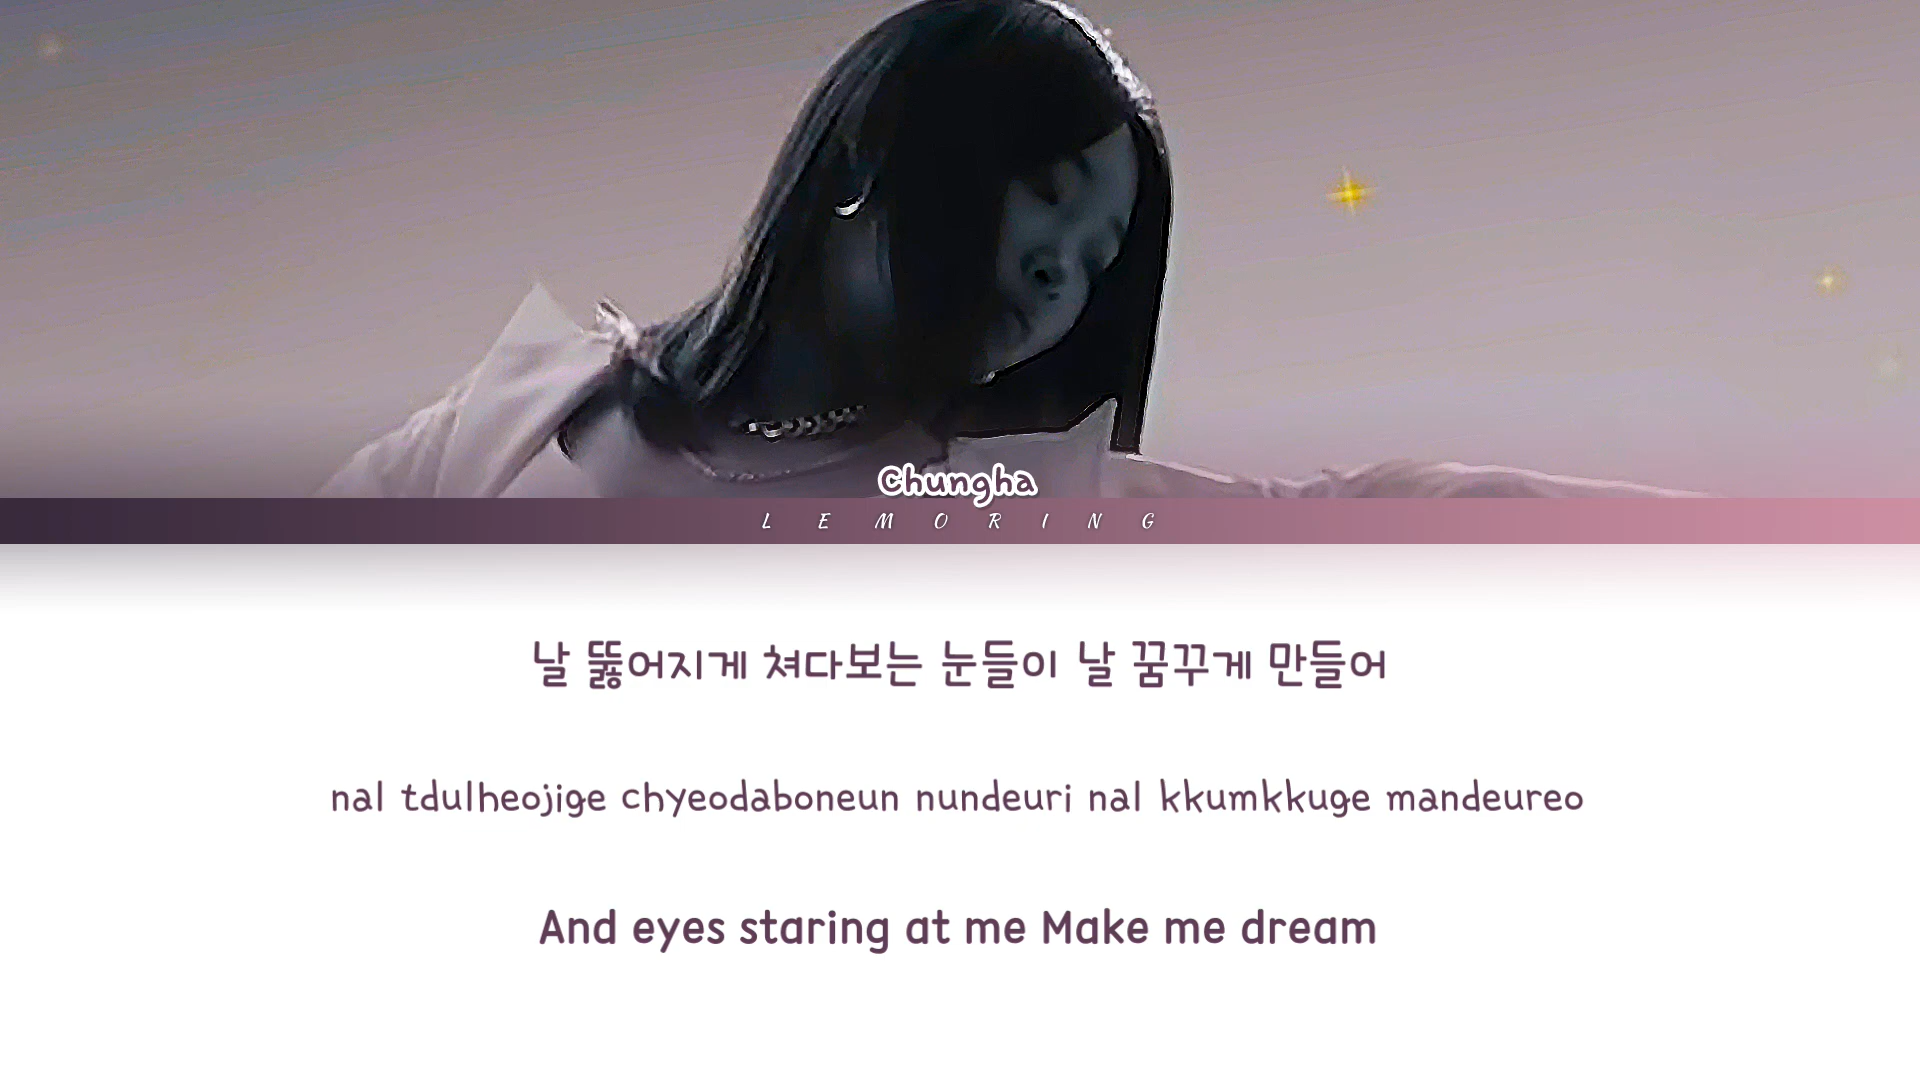 Chungha
LEMORING
날 뚫어지게 쳐다보는 눈들이 날 꿈꾸게 만들어
nal tdulheojige chyeodaboneun nundeuri nal kkumkkuge mandeureo
And eyes staring at me Make me dream